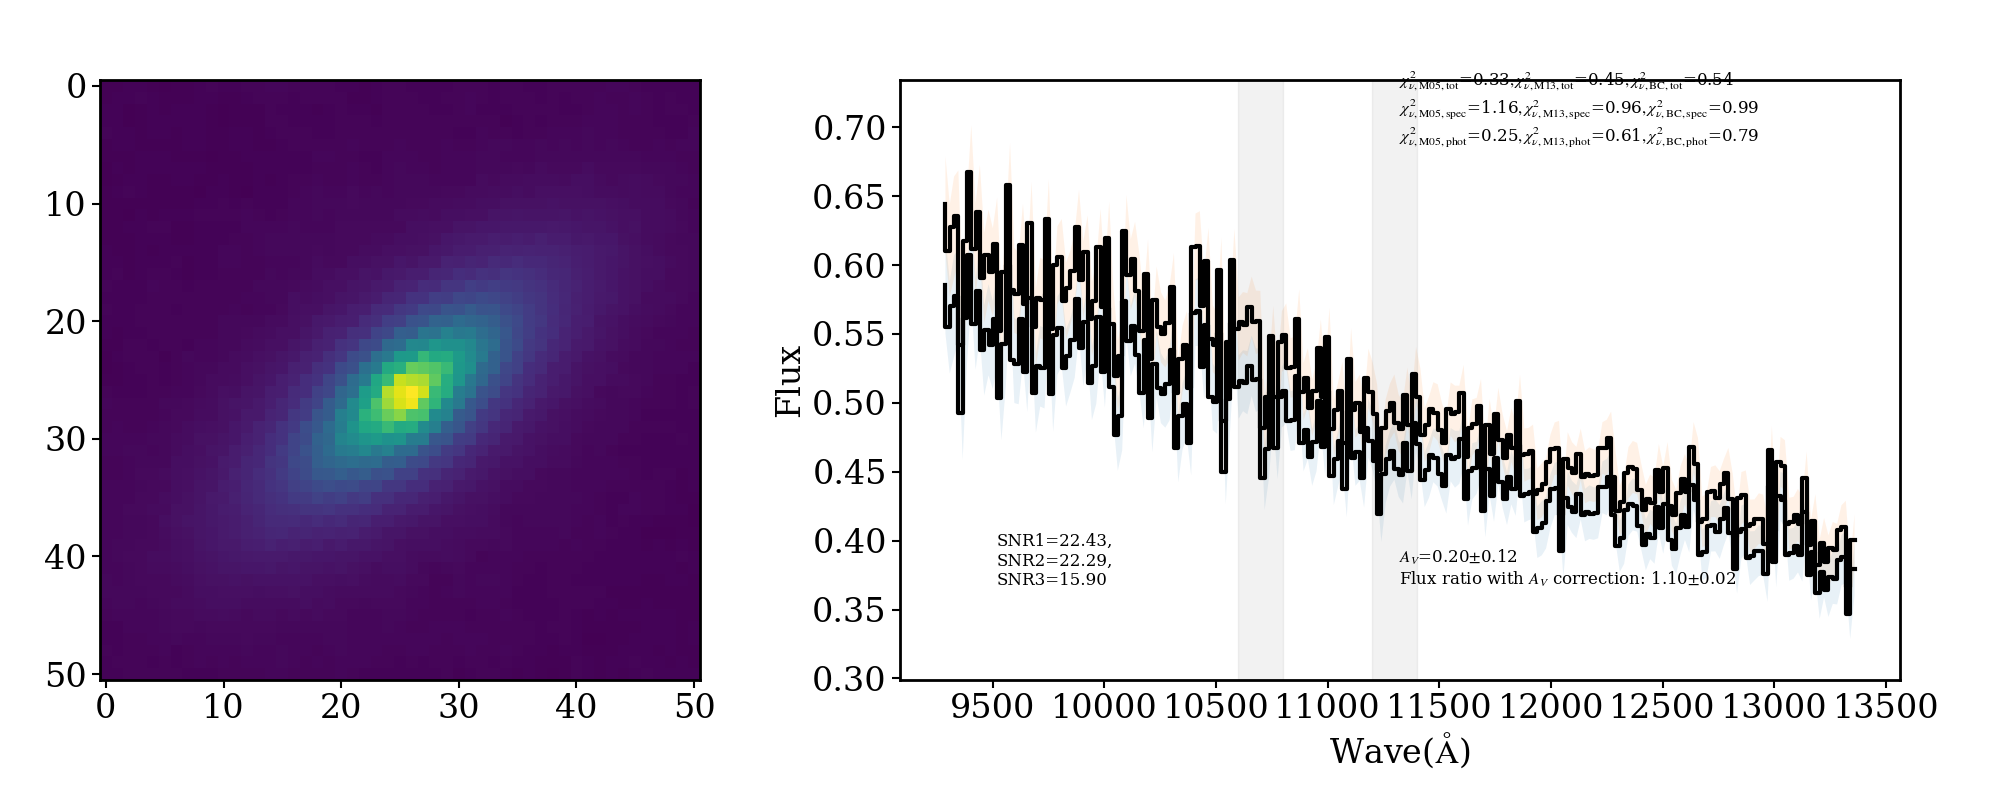 0
10
20
30
40
50
0 10 20 30 40 50
Flux
0.70
0.65
0.60
0.55
0.50
0.45
0.40
0.35
0.30
χ²ν,M05,tot=0.33,χ²ν,M13,tot=0.45,χ²ν,BC,tot=0.54
χ²ν,M05,spec=1.16,χ²ν,M13,spec=0.96,χ²ν,BC,spec=0.99
χ²ν,M05,phot=0.25,χ²ν,M13,phot=0.61,χ²ν,BC,phot=0.79
SNR1=22.43,
SNR2=22.29,
SNR3=15.90
AV=0.20±0.12
Flux ratio with AV correction: 1.10±0.02
9500 10000 10500 11000 11500 12000 12500 13000 13500
Wave(Å)